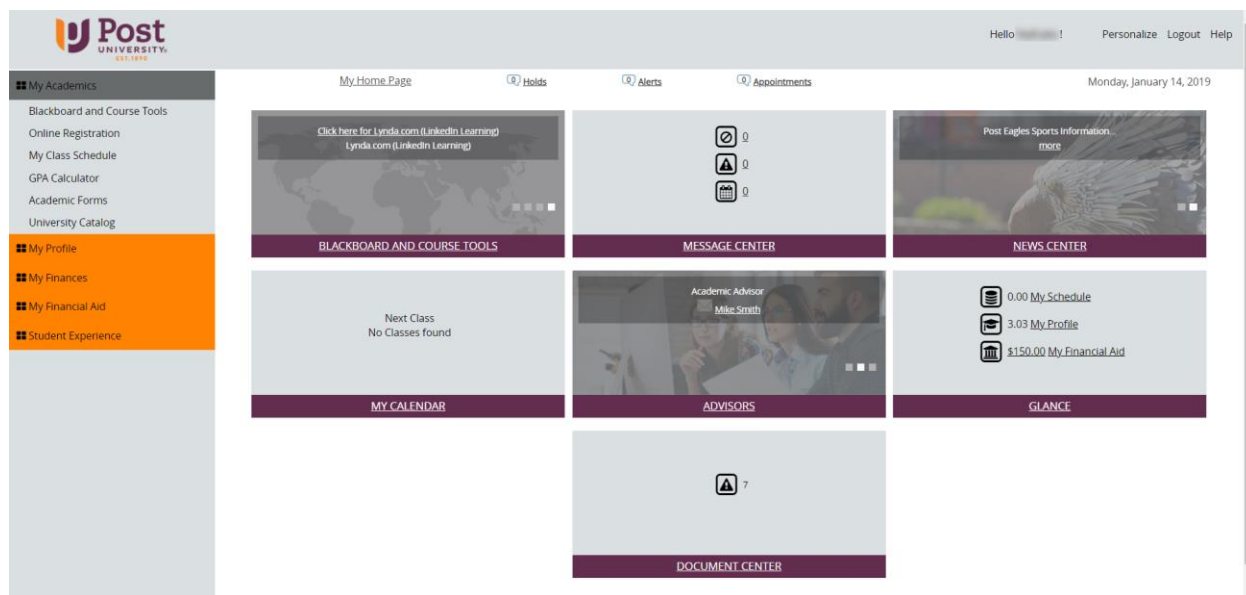 Post
UNIVERSITY.
EST.1890
Hello !
Personalize Logout Help
My Academics
Blackboard and Course Tools
Online Registration
My Class Schedule
GPA Calculator
Academic Forms
University Catalog
My Profile
My Finances
My Financial Aid
Student Experience
My Home Page
0 Holds
0 Alerts
0 Appointments
Monday, January 14, 2019
Click here for Lynda.com (LinkedIn Learning)
Lynda.com (LinkedIn Learning)
BLACKBOARD AND COURSE TOOLS
0
0
0
MESSAGE CENTER
Post Eagles Sports Information...
more
NEWS CENTER
Next Class
No Classes found
MY CALENDAR
Academic Advisor
Mike Smith
ADVISORS
0.00 My Schedule
3.03 My Profile
$150.00 My Financial Aid
GLANCE
7
DOCUMENT CENTER